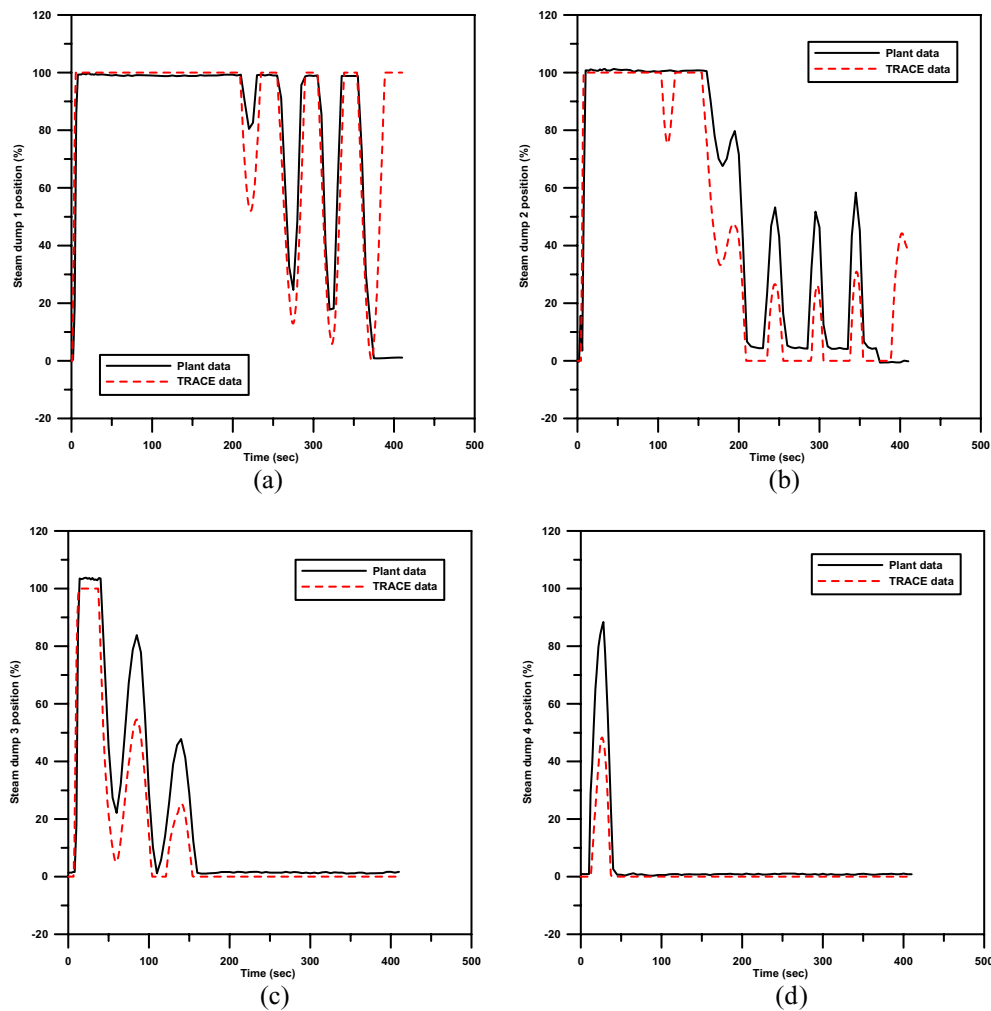 120
100
80
60
40
20
0
-20
Steam dump 1 position (%)
Plant data
TRACE data
0 100 200 300 400 500
Time (sec)
(a)
120
100
80
60
40
20
0
-20
Steam dump 2 position (%)
Plant data
TRACE data
0 100 200 300 400 500
Time (sec)
(b)
120
100
80
60
40
20
0
-20
Steam dump 3 position (%)
Plant data
TRACE data
0 100 200 300 400 500
Time (sec)
(c)
120
100
80
60
40
20
0
-20
Steam dump 4 position (%)
Plant data
TRACE data
0 100 200 300 400 500
Time (sec)
(d)